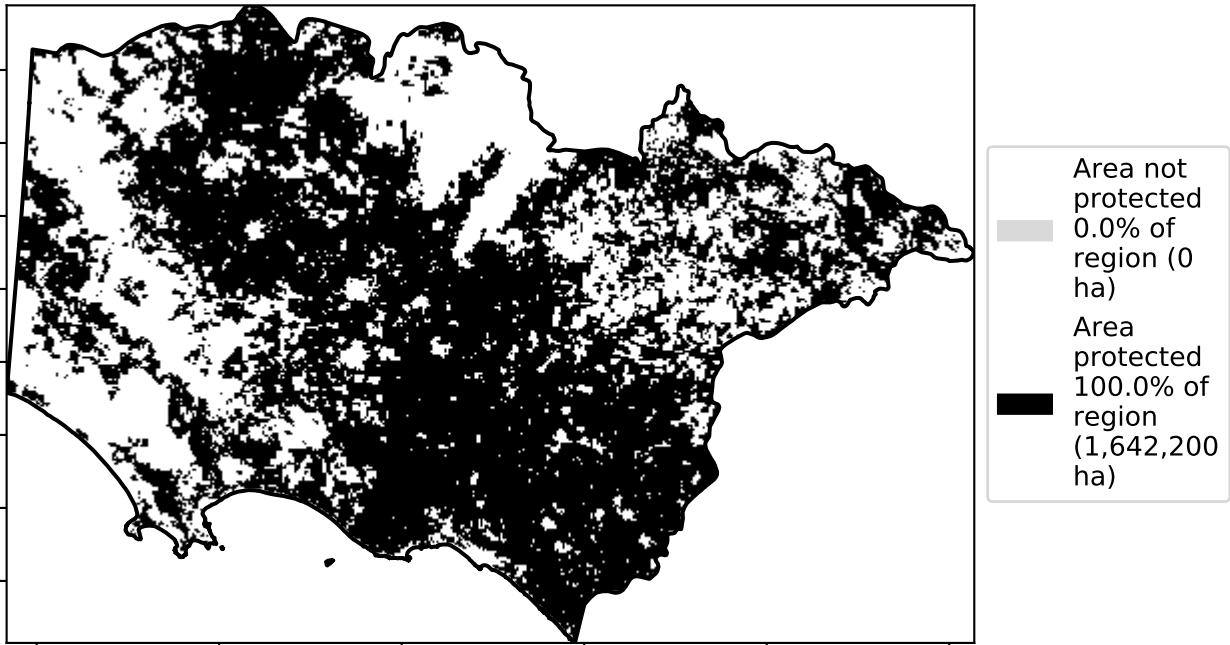 Area not
protected
0.0% of
region (0
ha)
Area
protected
100.0% of
region
(1,642,200
ha)